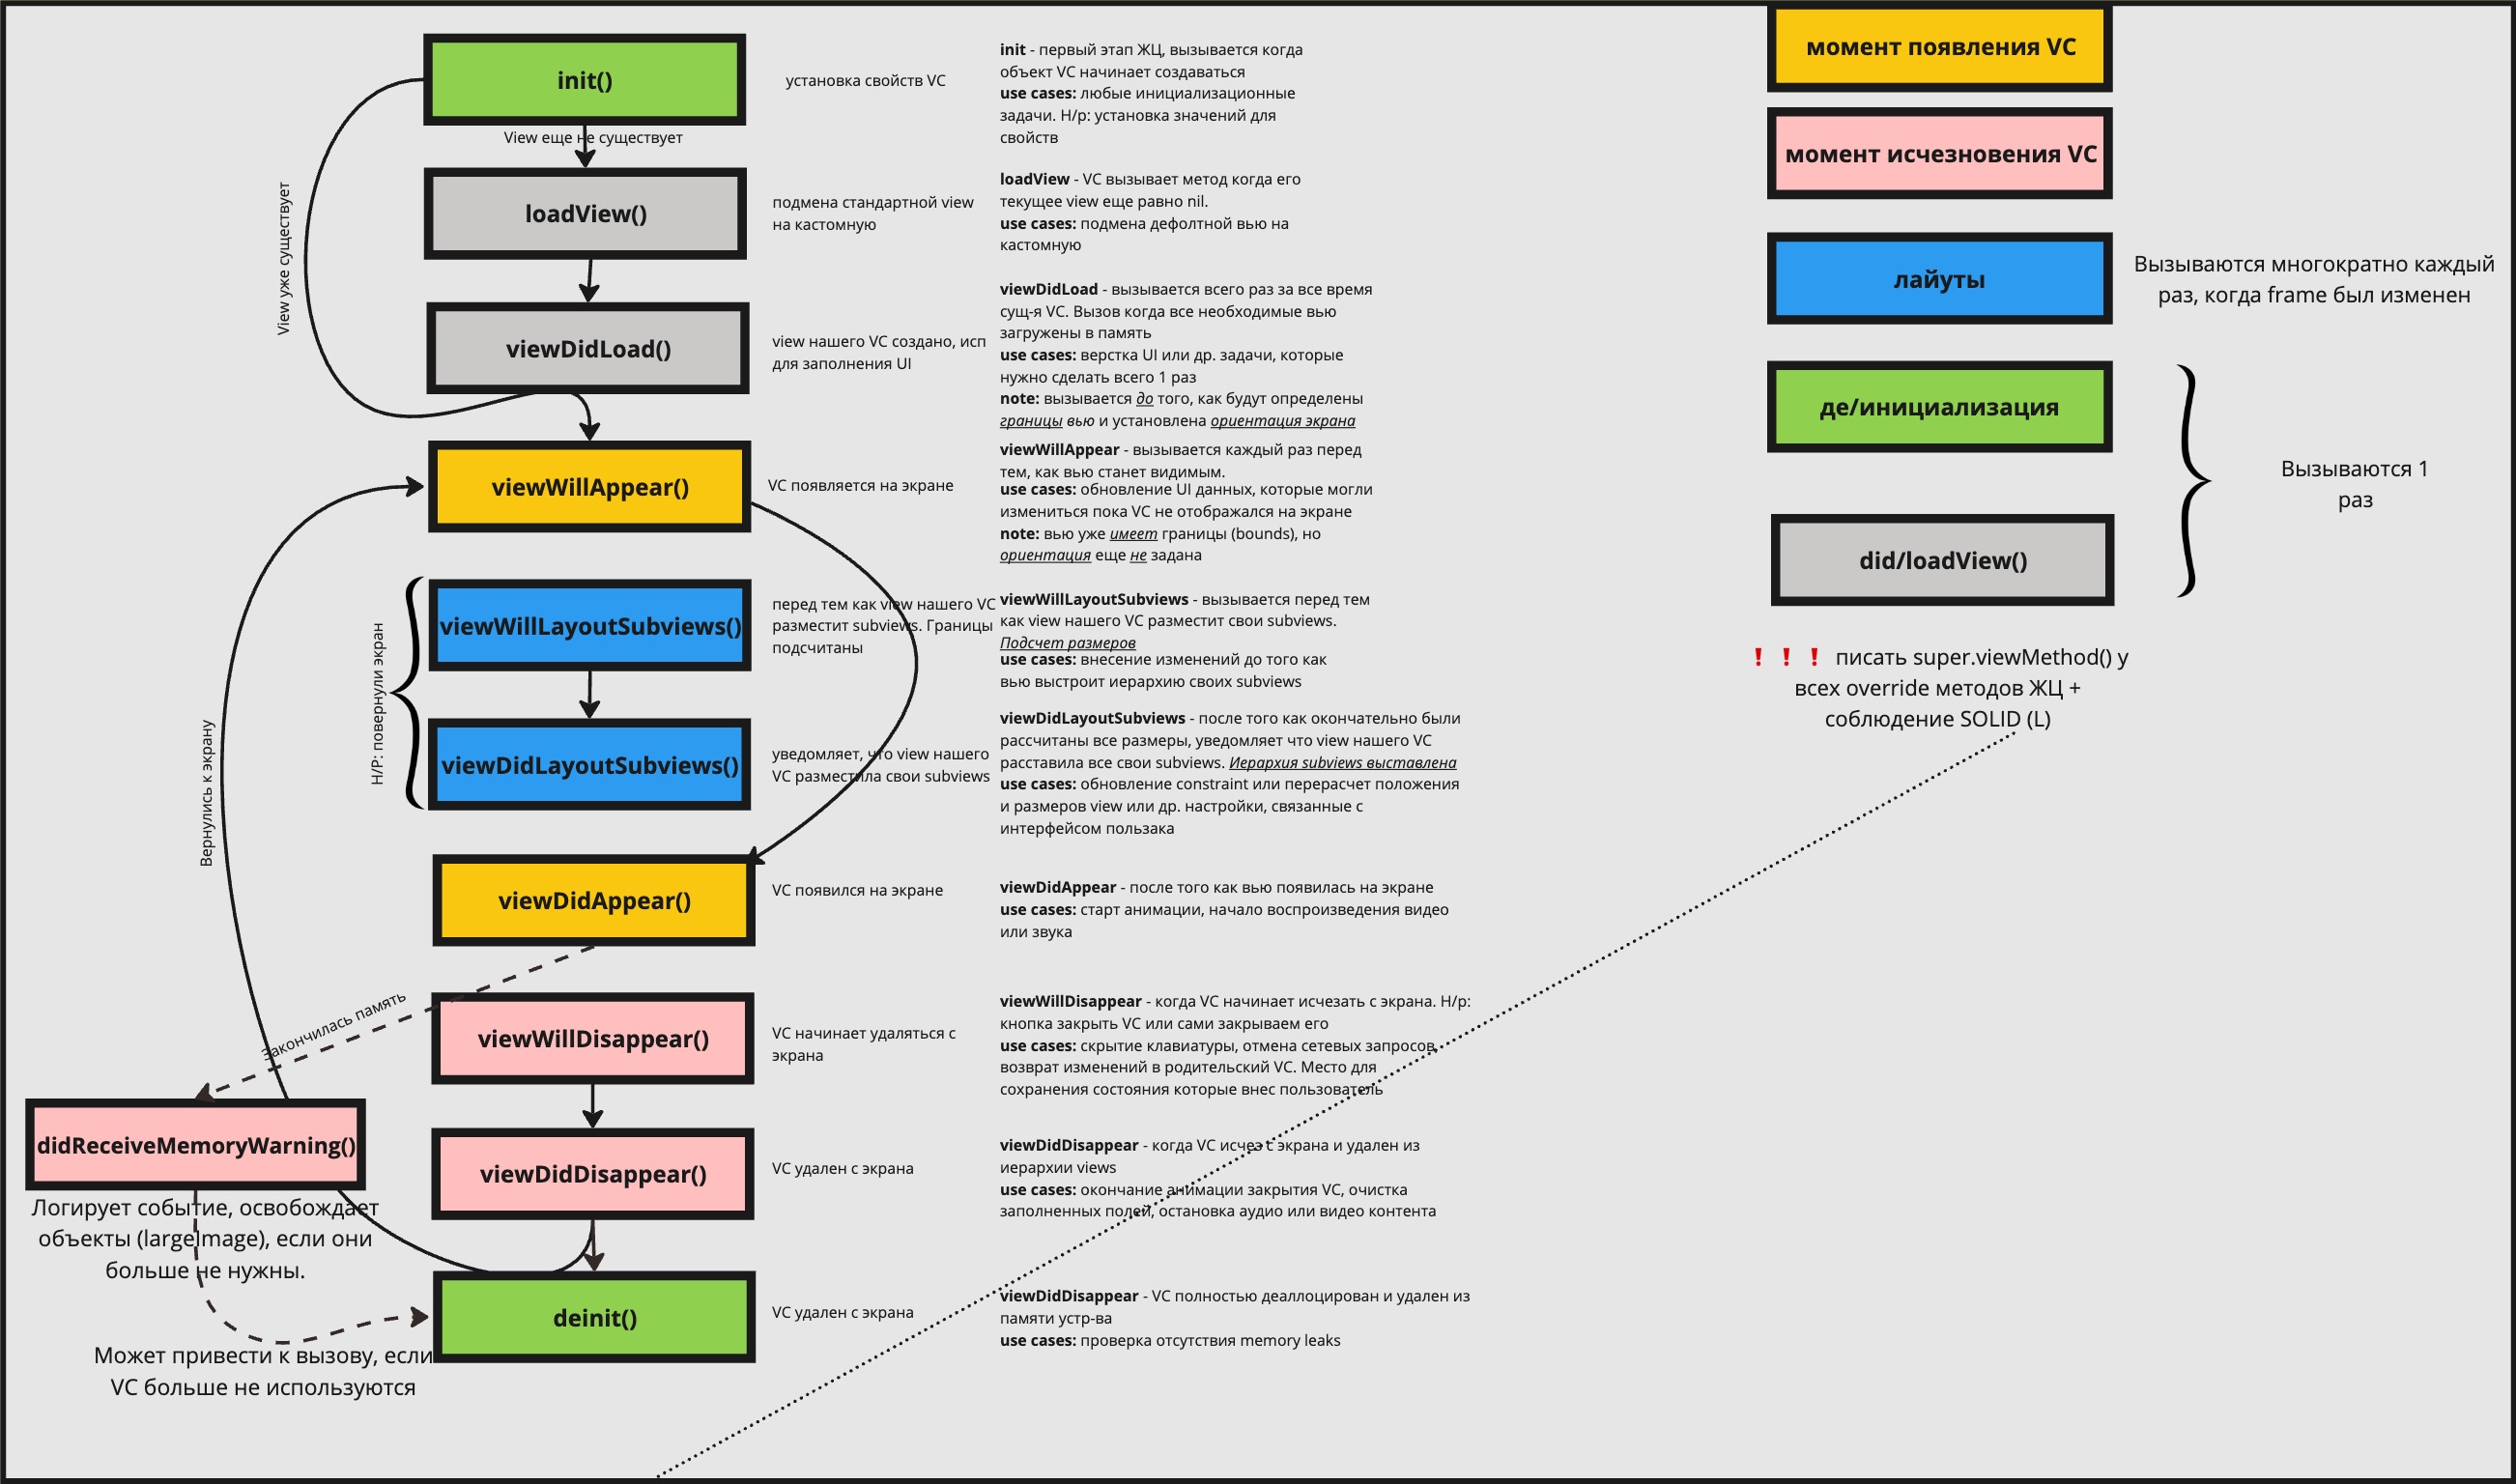 init()
View еще не существует
loadView()
viewDidLoad()
viewWillAppear()
viewWillLayoutSubviews()
viewDidLayoutSubviews()
viewDidAppear()
viewWillDisappear()
viewDidDisappear()
deinit()
View уже существует
Вернулись к экрану
Н/Р: повернули экран
Закончилась память
didReceiveMemoryWarning()
Логирует событие, освобождает
объекты (largeImage), если они
больше не нужны.
Может привести к вызову, если
VC больше не используются
установка свойств VC
подмена стандартной view
на кастомную
view нашего VC создано, исп
для заполнения UI
VC появляется на экране
перед тем как view нашего VC
разместит subviews. Границы
подсчитаны
уведомляет, что view нашего
VC разместила свои subviews
VC появился на экране
VC начинает удаляться с
экрана
VC удален с экрана
VC удален с экрана
init - первый этап ЖЦ, вызывается когда
объект VC начинает создаваться
use cases: любые инициализационные
задачи. Н/р: установка значений для
свойств
loadView - VC вызывает метод когда его
текущее view еще равно nil.
use cases: подмена дефолтной вью на
кастомную
viewDidLoad - вызывается всего раз за все время
сущ-я VC. Вызов когда все необходимые вью
загружены в память
use cases: верстка UI или др. задачи, которые
нужно сделать всего 1 раз
note: вызывается до того, как будут определены
границы вью и установлена ориентация экрана
viewWillAppear - вызывается каждый раз перед
тем, как вью станет видимым.
use cases: обновление UI данных, которые могли
измениться пока VC не отображался на экране
note: вью уже имеет границы (bounds), но
ориентация еще не задана
viewWillLayoutSubviews - вызывается перед тем
как view нашего VC разместит свои subviews.
Подсчет размеров
use cases: внесение изменений до того как
вью выстроит иерархию своих subviews
viewDidLayoutSubviews - после того как окончательно были
рассчитаны все размеры, уведомляет что view нашего VC
расставила все свои subviews. Иерархия subviews выставлена
use cases: обновление constraint или перерасчет положения
и размеров view или др. настройки, связанные с
интерфейсом пользака
viewDidAppear - после того как вью появилась на экране
use cases: старт анимации, начало воспроизведения видео
или звука
viewWillDisappear - когда VC начинает исчезать с экрана. Н/р:
кнопка закрыть VC или сами закрываем его
use cases: скрытие клавиатуры, отмена сетевых запросов,
возврат изменений в родительский VC. Место для
сохранения состояния которые внес пользователь
viewDidDisappear - когда VC исчез с экрана и удален из
иерархии views
use cases: окончание анимации закрытия VC, очистка
заполненных полей, остановка аудио или видео контента
viewDidDisappear - VC полностью деаллоцирован и удален из
памяти устр-ва
use cases: проверка отсутствия memory leaks
момент появления VC
момент исчезновения VC
лайуты
Вызываются многократно каждый
раз, когда frame был изменен
де/инициализация
did/loadView()
Вызываются 1
раз
❗❗❗ писать super.viewMethod() у
всех override методов ЖЦ +
соблюдение SOLID (L)